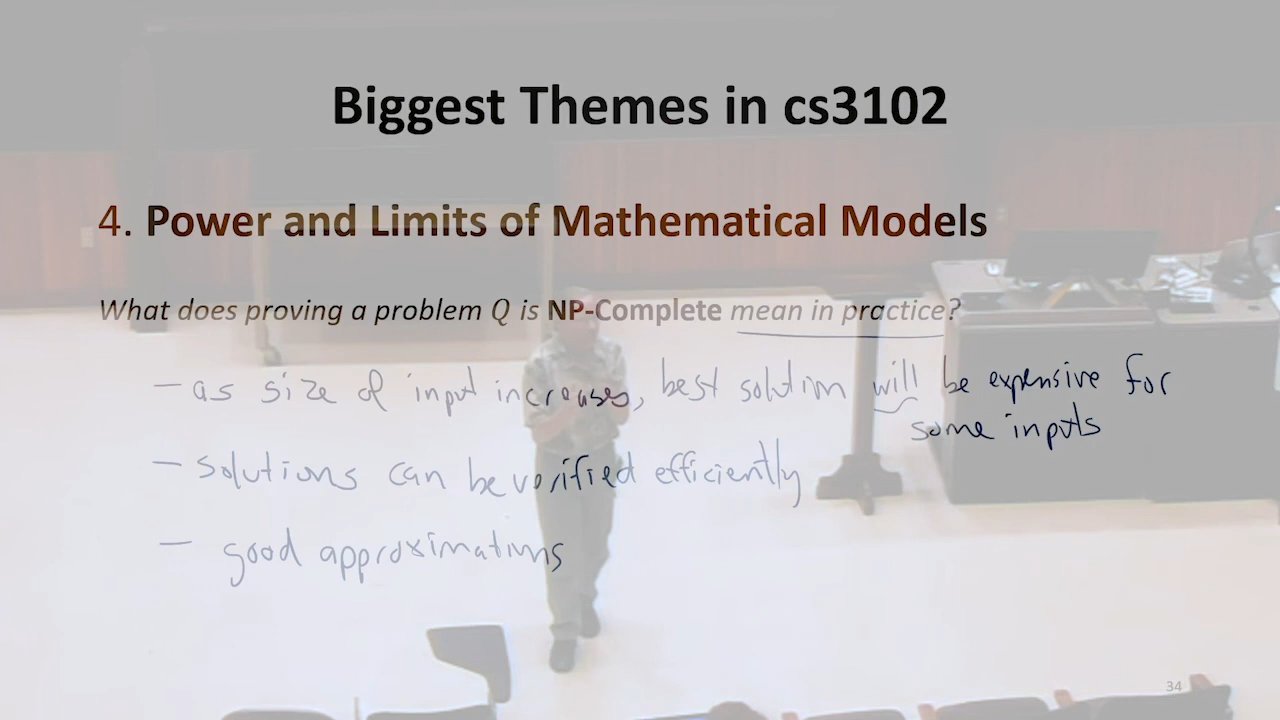 Biggest Themes in cs3102
4. Power and Limits of Mathematical Models
What does proving a problem Q is NP-Complete mean in practice?
– as size of input increases, best solution will be expensive for
some inputs
– solutions can be verified efficiently
– good approximations
34